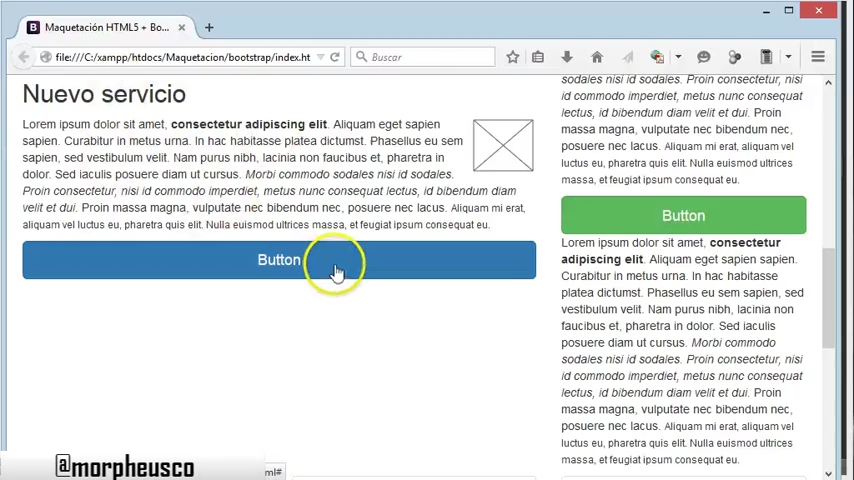 Maquetación HTML5 + Bo...
file:///C:/xampp/htdocs/Maquetacion/bootstrap/index.ht
Buscar
Nuevo servicio
Lorem ipsum dolor sit amet, consectetur adipiscing elit. Aliquam eget sapien
sapien. Curabitur in metus urna. In hac habitasse platea dictumst. Phasellus eu sem
sapien, sed vestibulum velit. Nam purus nibh, lacinia non faucibus et, pharetra in
dolor. Sed iaculis posuere diam ut cursus. Morbi commodo sodales nisi id sodales.
Proin consectetur, nisi id commodo imperdiet, metus nunc consequat lectus, id bibendum diam
velit et dui. Proin massa magna, vulputate nec bibendum nec, posuere nec lacus. Aliquam mi erat,
aliquam vel luctus eu, pharetra quis elit. Nulla euismod ultrices massa, et feugiat ipsum consequat eu.
Button
sodales nisi id sodales. Proin
consectetur, nisi id commodo imperdiet,
metus nunc consequat lectus, id
bibendum diam velit et dui. Proin
massa magna, vulputate nec bibendum nec,
posuere nec lacus. Aliquam mi erat, aliquam vel
luctus eu, pharetra quis elit. Nulla euismod ultrices
massa, et feugiat ipsum consequat eu.
Button
Lorem ipsum dolor sit amet, consectetur
adipiscing elit. Aliquam eget sapien sapien.
Curabitur in metus urna. In hac habitasse platea
dictumst. Phasellus eu sem sapien, sed
vestibulum velit. Nam purus nibh, lacinia non
faucibus et, pharetra in dolor. Sed iaculis
posuere diam ut cursus. Morbi commodo
sodales nisi id sodales. Proin consectetur, nisi
id commodo imperdiet, metus nunc consequat
lectus, id bibendum diam velit et dui. Proin
massa magna, vulputate nec bibendum nec,
posuere nec lacus. Aliquam mi erat, aliquam vel
luctus eu, pharetra quis elit. Nulla euismod ultrices
massa, et feugiat ipsum consequat eu.
@morpheusco
ml#